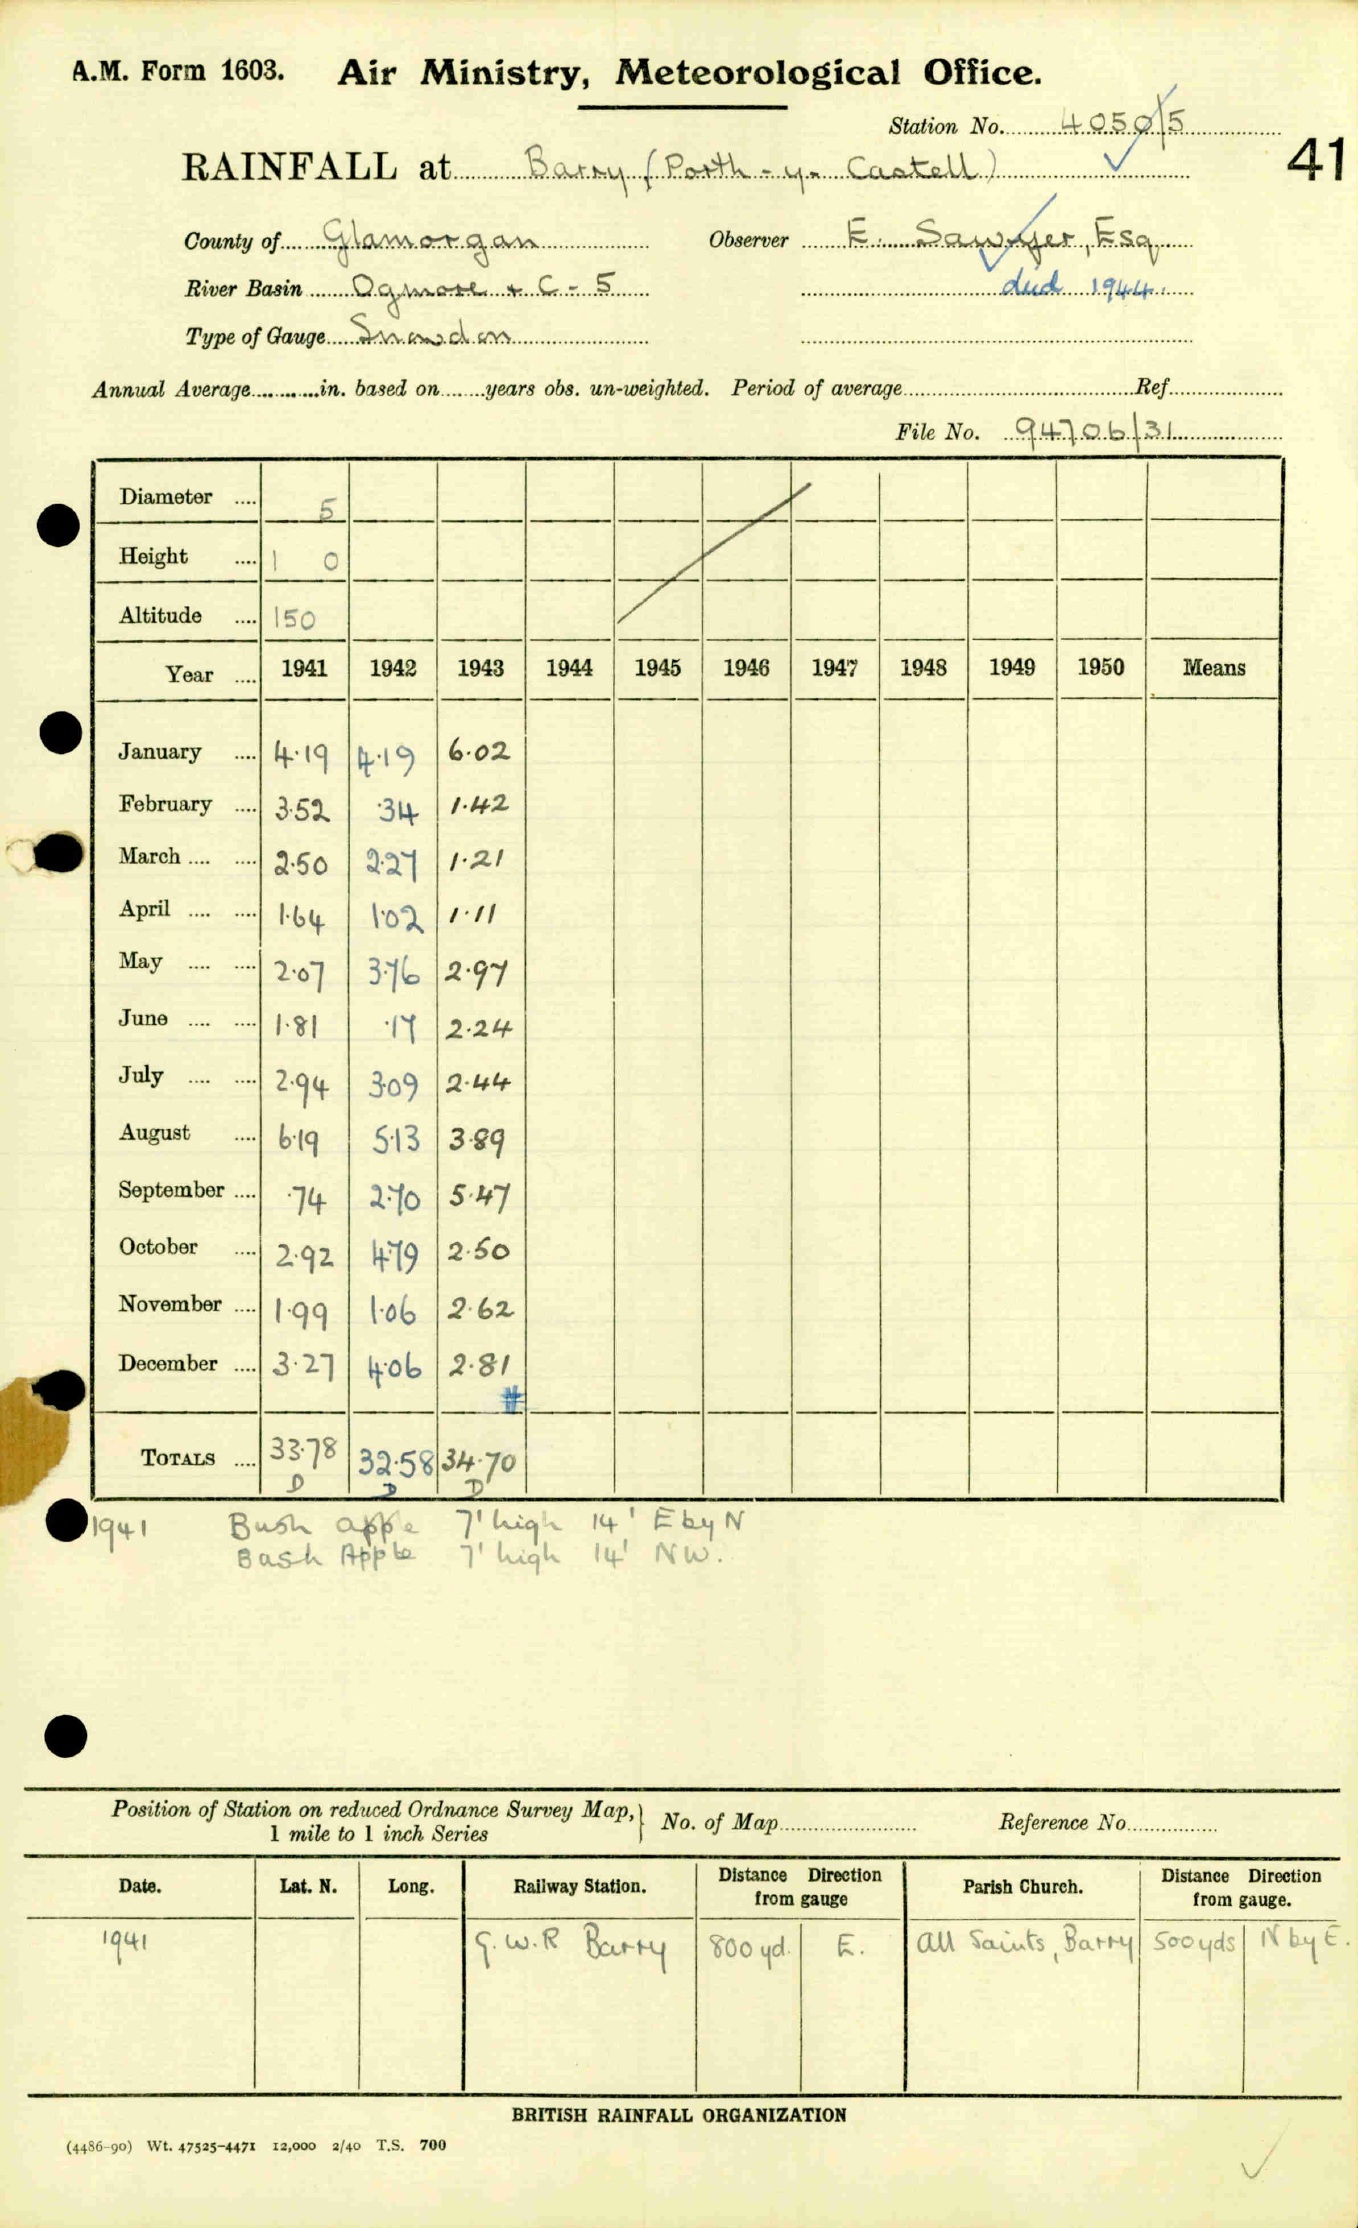 A.M. Form 1603. Air Ministry, Meteorological Office.
Station No. 4050/5
41
RAINFALL at Barry (Porth-y-Castell)
County of Glamorgan Observer E. Sawyer, Esq
River Basin Ogmore + C-5 died 1944.
Type of Gauge Snowdon
Annual Average in. based on years obs. un-weighted. Period of average Ref
File No. 94706/31
Diameter 5
Height 1 0
Altitude 150
Year 1941 1942 1943 1944 1945 1946 1947 1948 1949 1950 Means
January 4.19 4.19 6.02
February 3.52 .34 1.42
March 2.50 2.27 1.21
April 1.64 1.02 1.11
May 2.07 3.76 2.97
June 1.81 .17 2.24
July 2.94 3.09 2.44
August 6.19 5.13 3.89
September .74 2.70 5.47
October 2.92 4.79 2.50
November 1.99 1.06 2.62
December 3.27 4.06 2.81
#
TOTALS 33.78 32.58 34.70
D D D
1941 Bush apple 7' high 14' E by N
Bush Apple 7' high 14' NW.
Position of Station on reduced Ordnance Survey Map, } No. of Map Reference No
1 mile to 1 inch Series
Date. Lat. N. Long. Railway Station. Distance Direction from gauge Parish Church. Distance Direction from gauge.
1941 G.W.R Barry 800 yd. E. All Saints, Barry 500 yds N by E.
BRITISH RAINFALL ORGANIZATION
(4486-90) Wt. 47525-4471 12,000 2/40 T.S. 700